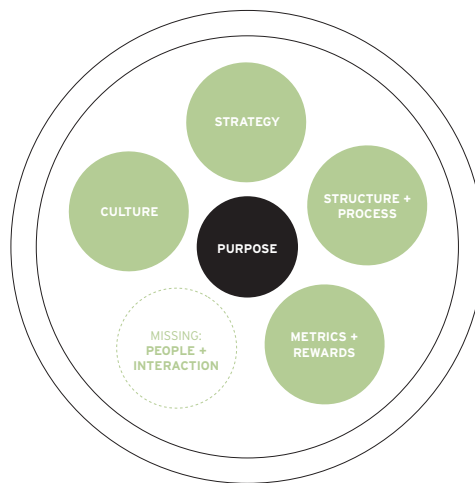 STRATEGY
CULTURE
STRUCTURE +
PROCESS
PURPOSE
MISSING:
PEOPLE +
INTERACTION
METRICS +
REWARDS